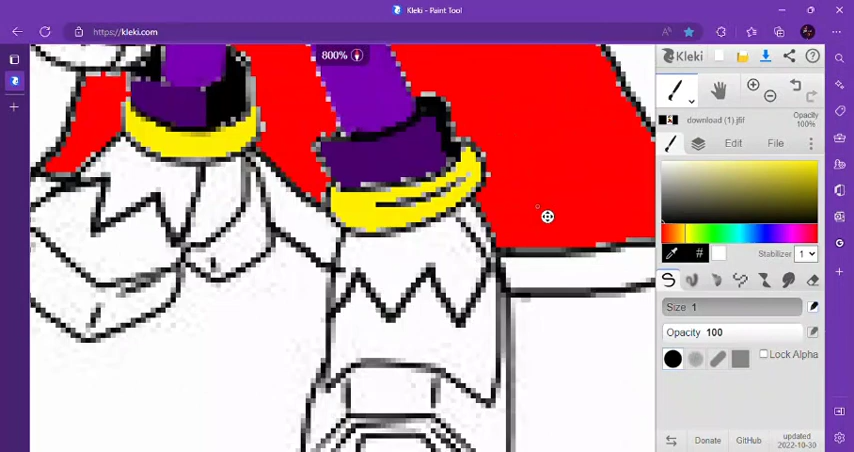 Kleki - Paint Tool
https://kleki.com
A
800%
Kleki
download (1).jfif
Opacity
100%
Edit
File
#
Stabilizer 1
Size 1
Opacity 100
Lock Alpha
Donate
GitHub
updated
2022-10-30